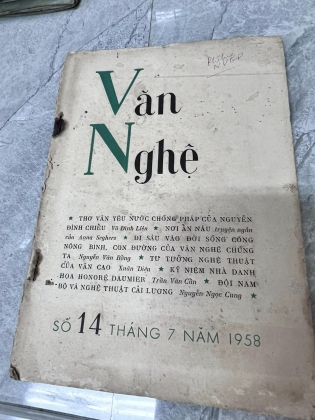 Văn
Nghệ
★ THƠ VĂN YÊU NƯỚC CHỐNG PHÁP CỦA NGUYỄN
ĐÌNH CHIỂU Vũ Đình Liên ★ NƠI ẨN NÁU truyện ngắn
của Anna Seghers ★ ĐI SÂU VÀO ĐỜI SỐNG CÔNG
NÔNG BINH, CON ĐƯỜNG CỦA VĂN NGHỆ CHÚNG
TA Nguyễn Văn Bổng ★ TƯ TƯỞNG NGHỆ THUẬT
CỦA VĂN CAO Xuân Diệu ★ KỶ NIỆM NHÀ DANH
HỌA HONORÉ DAUMIER Trần Văn Cẩn ★ ĐỘI NAM
BỘ VÀ NGHỆ THUẬT CẢI LƯƠNG Nguyễn Ngọc Cung ★
SỐ 14 THÁNG 7 NĂM 1958